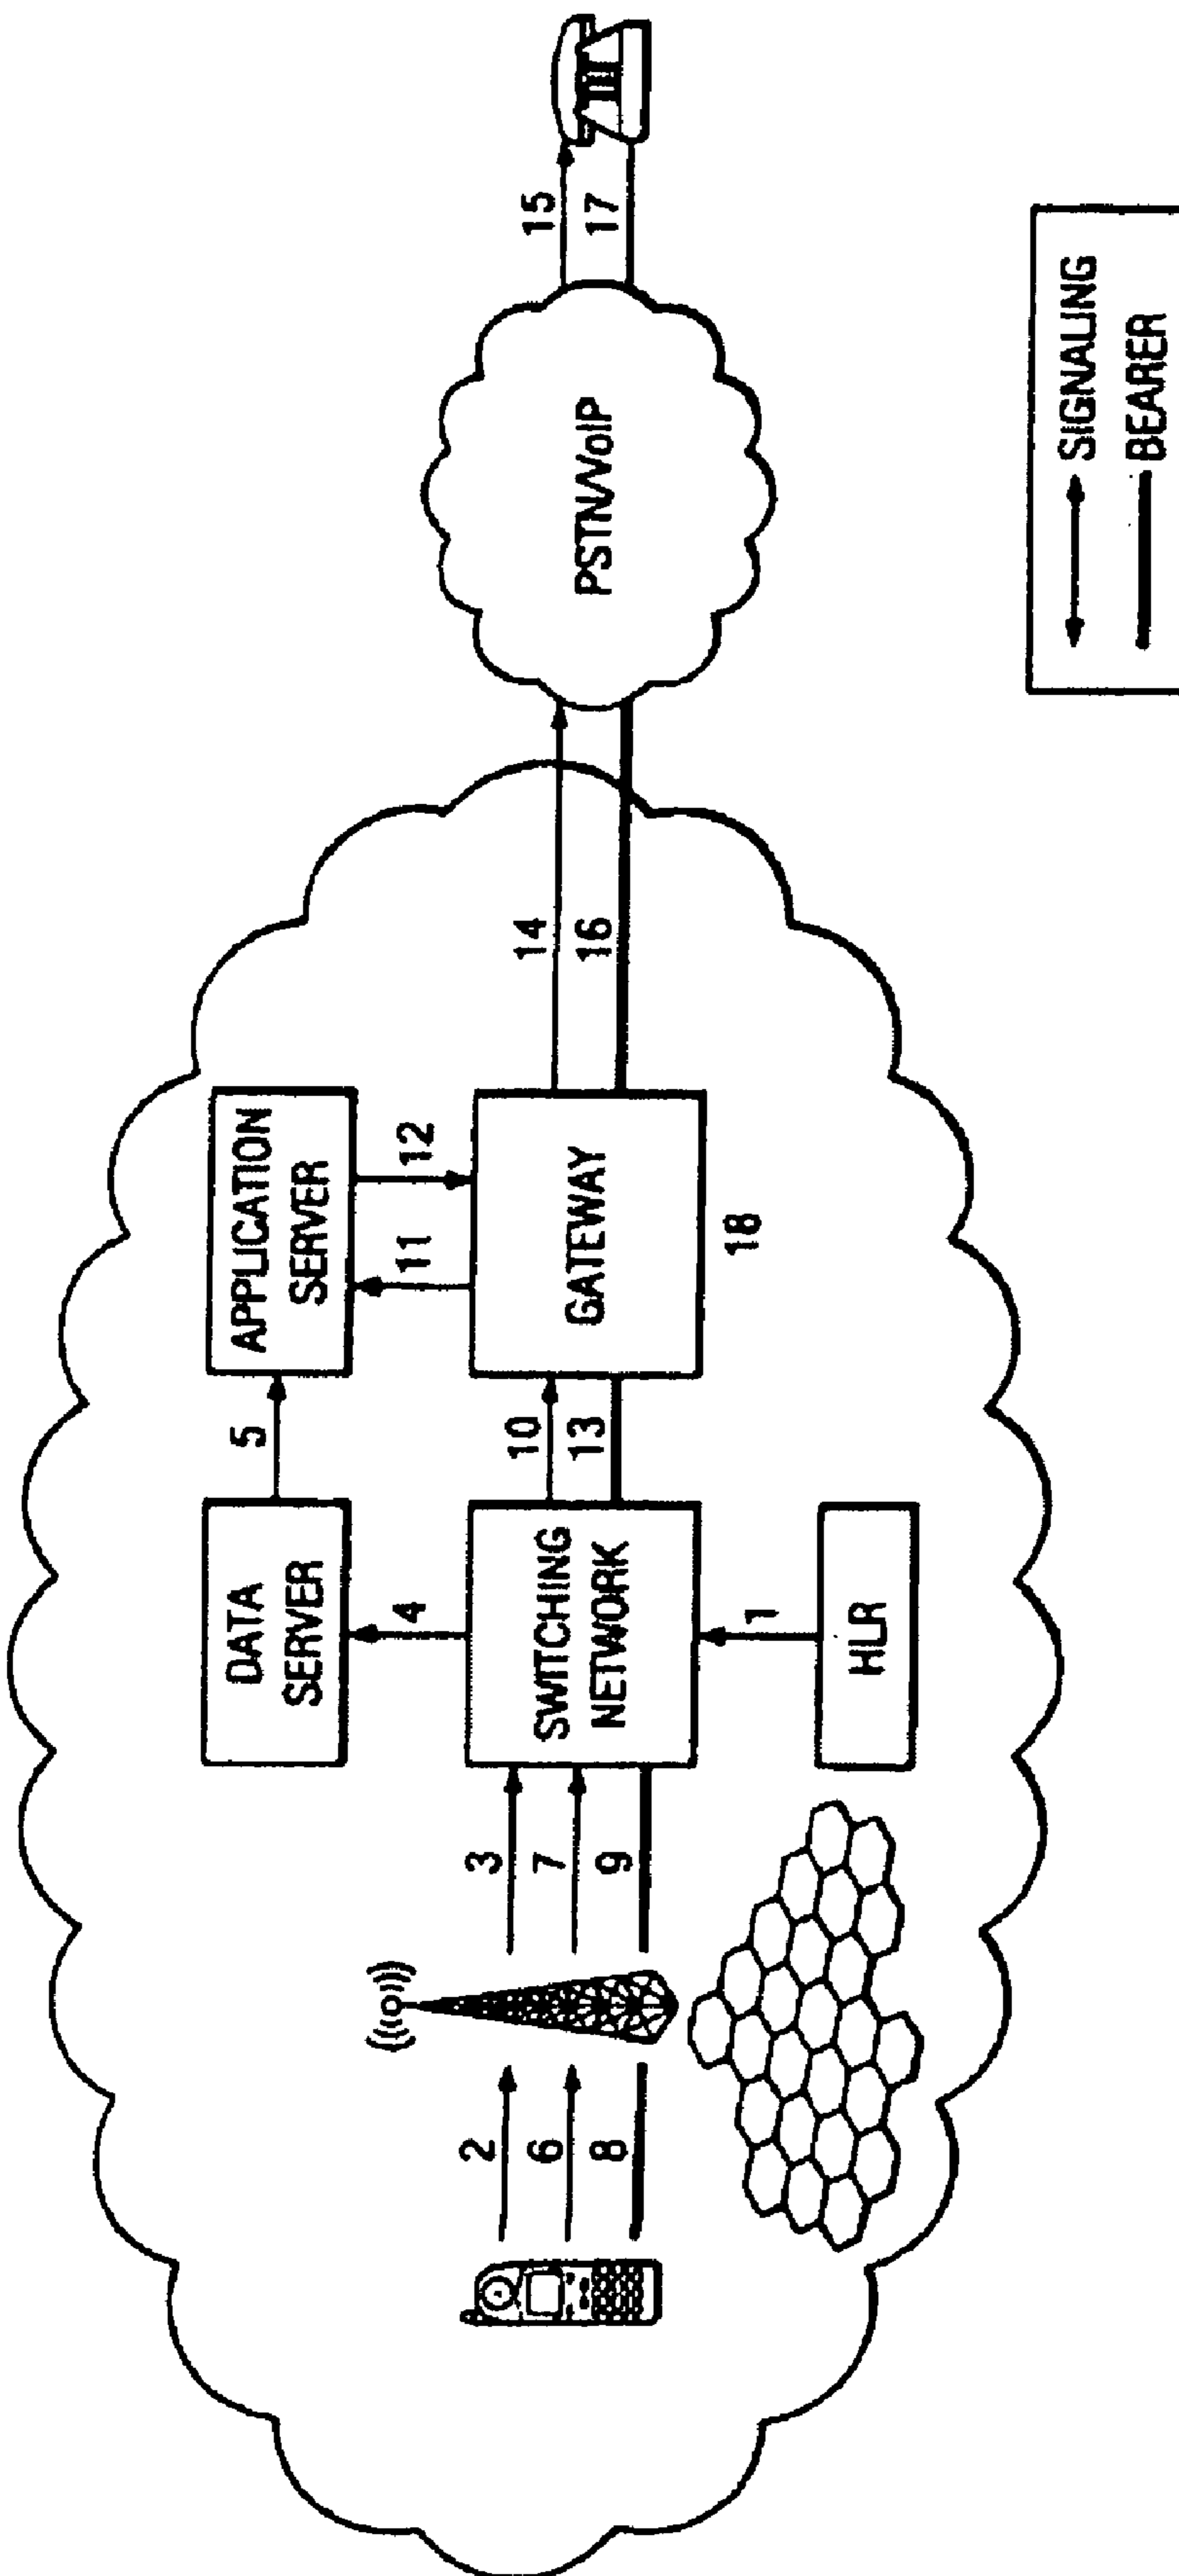 DATA
SERVER
5
APPLICATION
SERVER
4
11
12
2
3
6
7
8
9
SWITCHING
NETWORK
10
13
GATEWAY
14
16
PSTN/VoIP
15
17
1
18
HLR
SIGNALING
BEARER